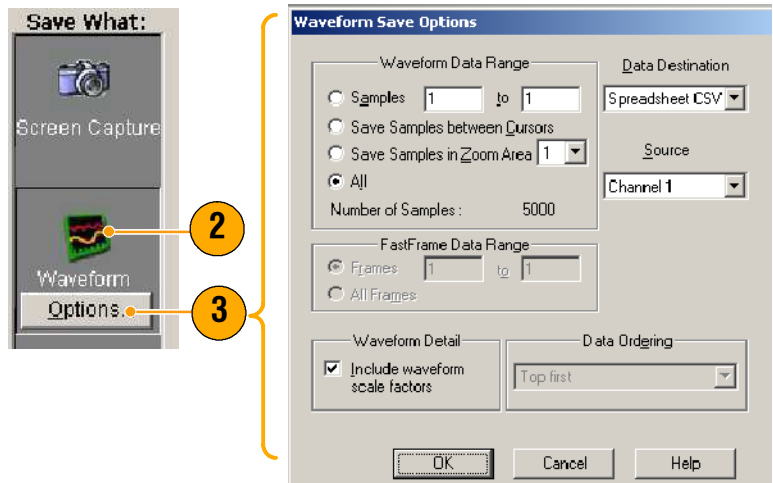 Save What:
Screen Capture
2
Waveform
Options.
3
Waveform Save Options
Waveform Data Range
Samples 1 to 1
Save Samples between Cursors
Save Samples in Zoom Area 1
All
Number of Samples : 5000
Data Destination
Spreadsheet CSV
Source
Channel 1
FastFrame Data Range
Frames 1 to 1
All Frames
Waveform Detail
Include waveform
scale factors
Data Ordering
Top first
OK Cancel Help